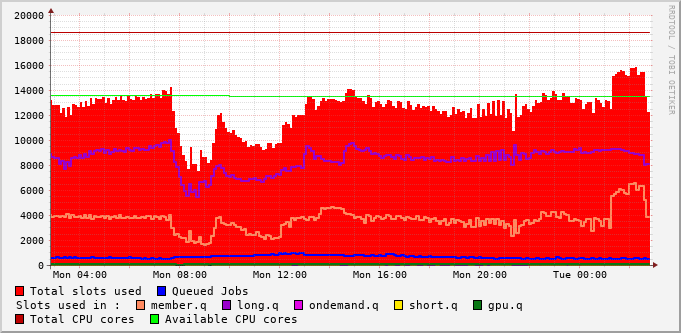 20000
18000
16000
14000
12000
10000
8000
6000
4000
2000
0
Mon 04:00 Mon 08:00 Mon 12:00 Mon 16:00 Mon 20:00 Tue 00:00
RRDTOOL / TOBI OETIKER
Total slots used Queued Jobs
Slots used in : member.q long.q ondemand.q short.q gpu.q
Total CPU cores Available CPU cores